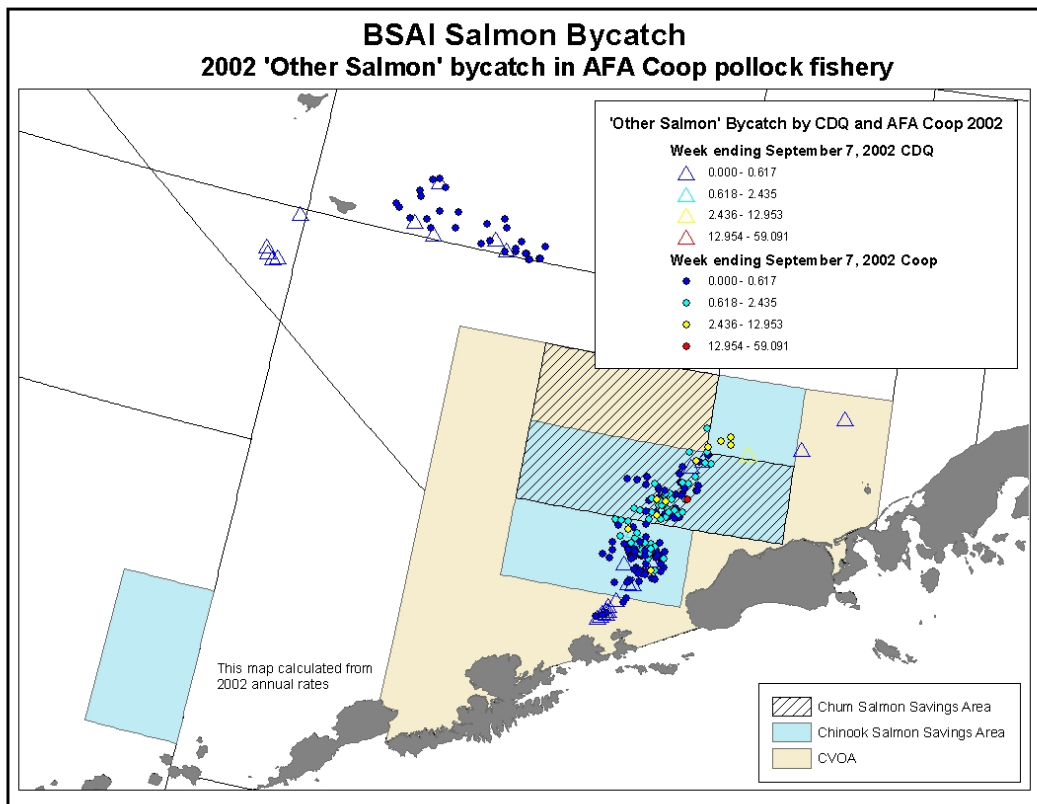 BSAI Salmon Bycatch
2002 'Other Salmon' bycatch in AFA Coop pollock fishery
'Other Salmon' Bycatch by CDQ and AFA Coop 2002
Week ending September 7, 2002 CDQ
0.000 - 0.617
0.618 - 2.435
2.436 - 12.953
12.954 - 59.091
Week ending September 7, 2002 Coop
0.000 - 0.617
0.618 - 2.435
2.436 - 12.953
12.954 - 59.091
This map calculated from
2002 annual rates
Chum Salmon Savings Area
Chinook Salmon Savings Area
CVOA